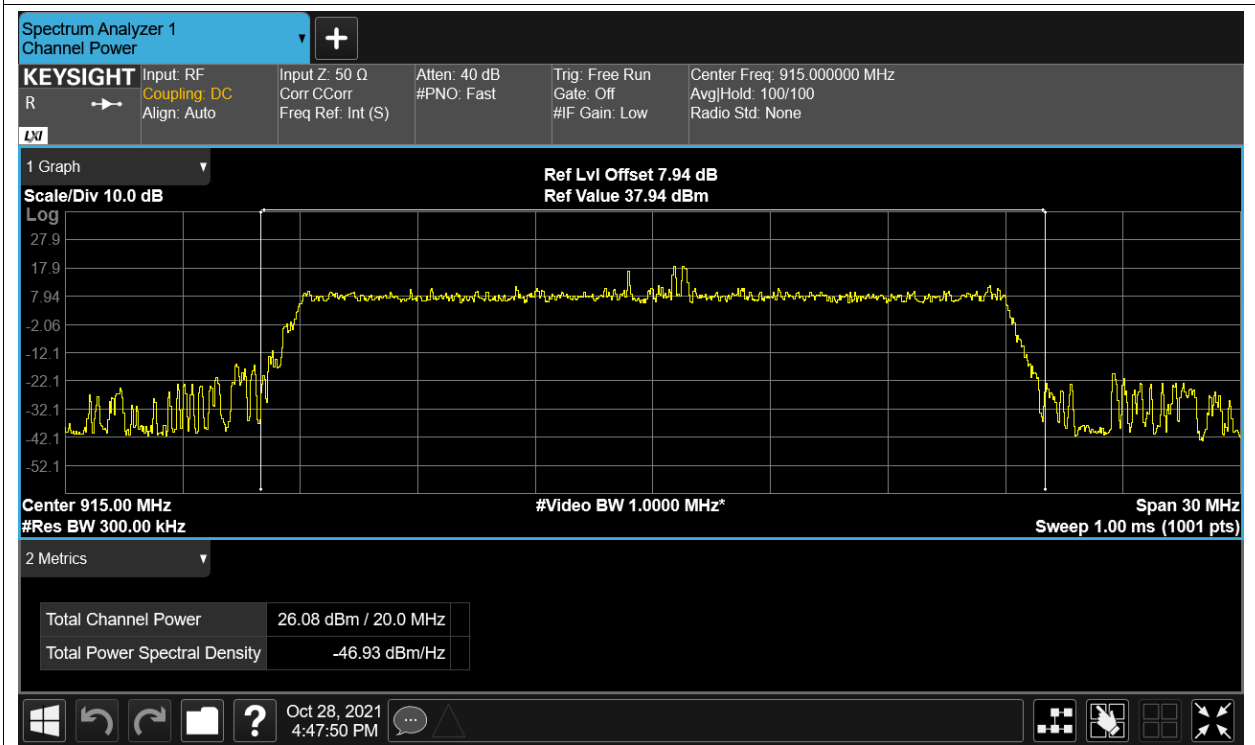 Spectrum Analyzer 1
Channel Power
+
KEYSIGHT Input: RF Input Z: 50 Ω Atten: 40 dB Trig: Free Run Center Freq: 915.000000 MHz
R Coupling: DC Corr CCorr #PNO: Fast Gate: Off Avg|Hold: 100/100
Align: Auto Freq Ref: Int (S) #IF Gain: Low Radio Std: None
LXI
1 Graph
Ref Lvl Offset 7.94 dB
Scale/Div 10.0 dB Ref Value 37.94 dBm
Log
27.9
17.9
7.94
-2.06
-12.1
-22.1
-32.1
-42.1
-52.1
Center 915.00 MHz #Video BW 1.0000 MHz* Span 30 MHz
#Res BW 300.00 kHz Sweep 1.00 ms (1001 pts)
2 Metrics
Total Channel Power 26.08 dBm / 20.0 MHz
Total Power Spectral Density -46.93 dBm/Hz
? Oct 28, 2021
4:47:50 PM